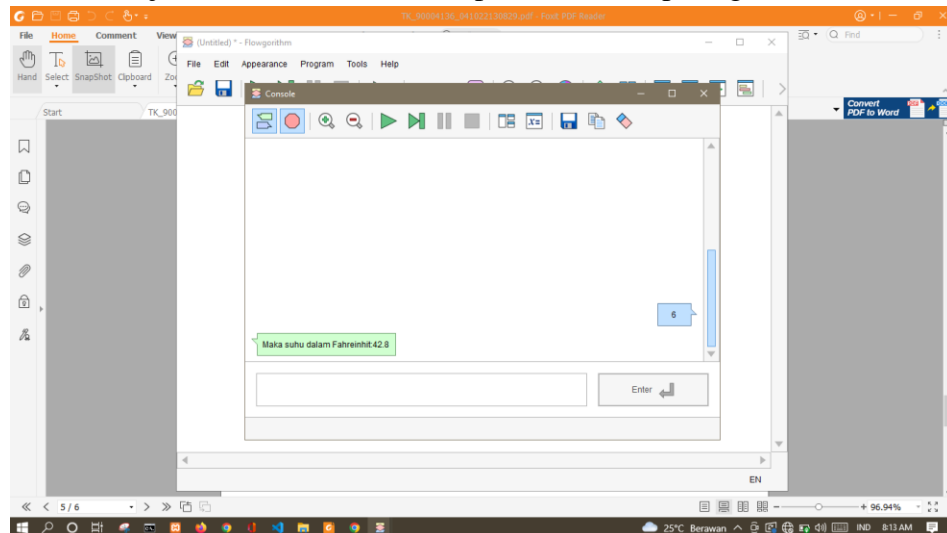 TK_90004136_041022130829.pdf - Foxit PDF Reader
File Home Comment View
Find
Hand Select SnapShot Clipboard Zo
Start TK_900
Convert
PDF to Word
(Untitled) * - Flowgorithm
File Edit Appearance Program Tools Help
Console
6
Maka suhu dalam Fahreinhit:42.8
Enter
EN
5 / 6
96.94%
25°C Berawan
IND
8:13 AM